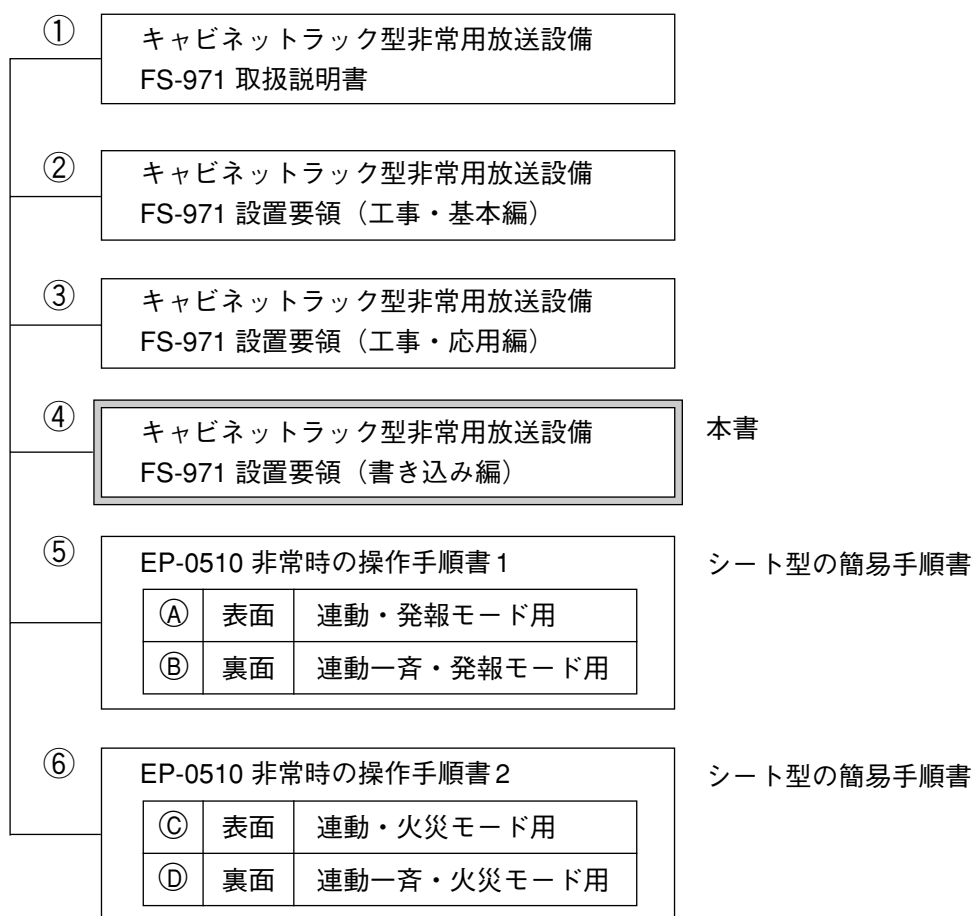 ①
キャビネットラック型非常用放送設備
FS-971 取扱説明書
②
キャビネットラック型非常用放送設備
FS-971 設置要領（工事・基本編）
③
キャビネットラック型非常用放送設備
FS-971 設置要領（工事・応用編）
④
キャビネットラック型非常用放送設備
FS-971 設置要領（書き込み編）
本書
⑤
EP-0510 非常時の操作手順書1
シート型の簡易手順書
Ⓐ 表面 連動・発報モード用
Ⓑ 裏面 連動一斉・発報モード用
⑥
EP-0510 非常時の操作手順書2
シート型の簡易手順書
Ⓒ 表面 連動・火災モード用
Ⓓ 裏面 連動一斉・火災モード用